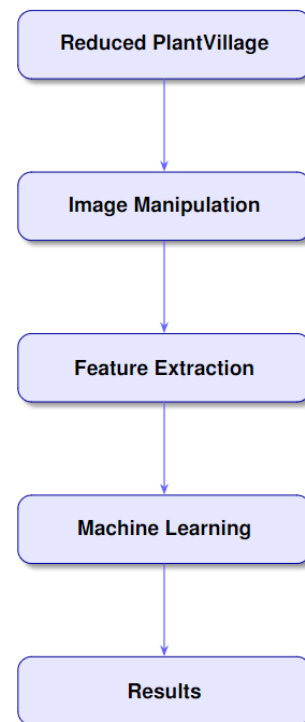 Reduced PlantVillage
Image Manipulation
Feature Extraction
Machine Learning
Results